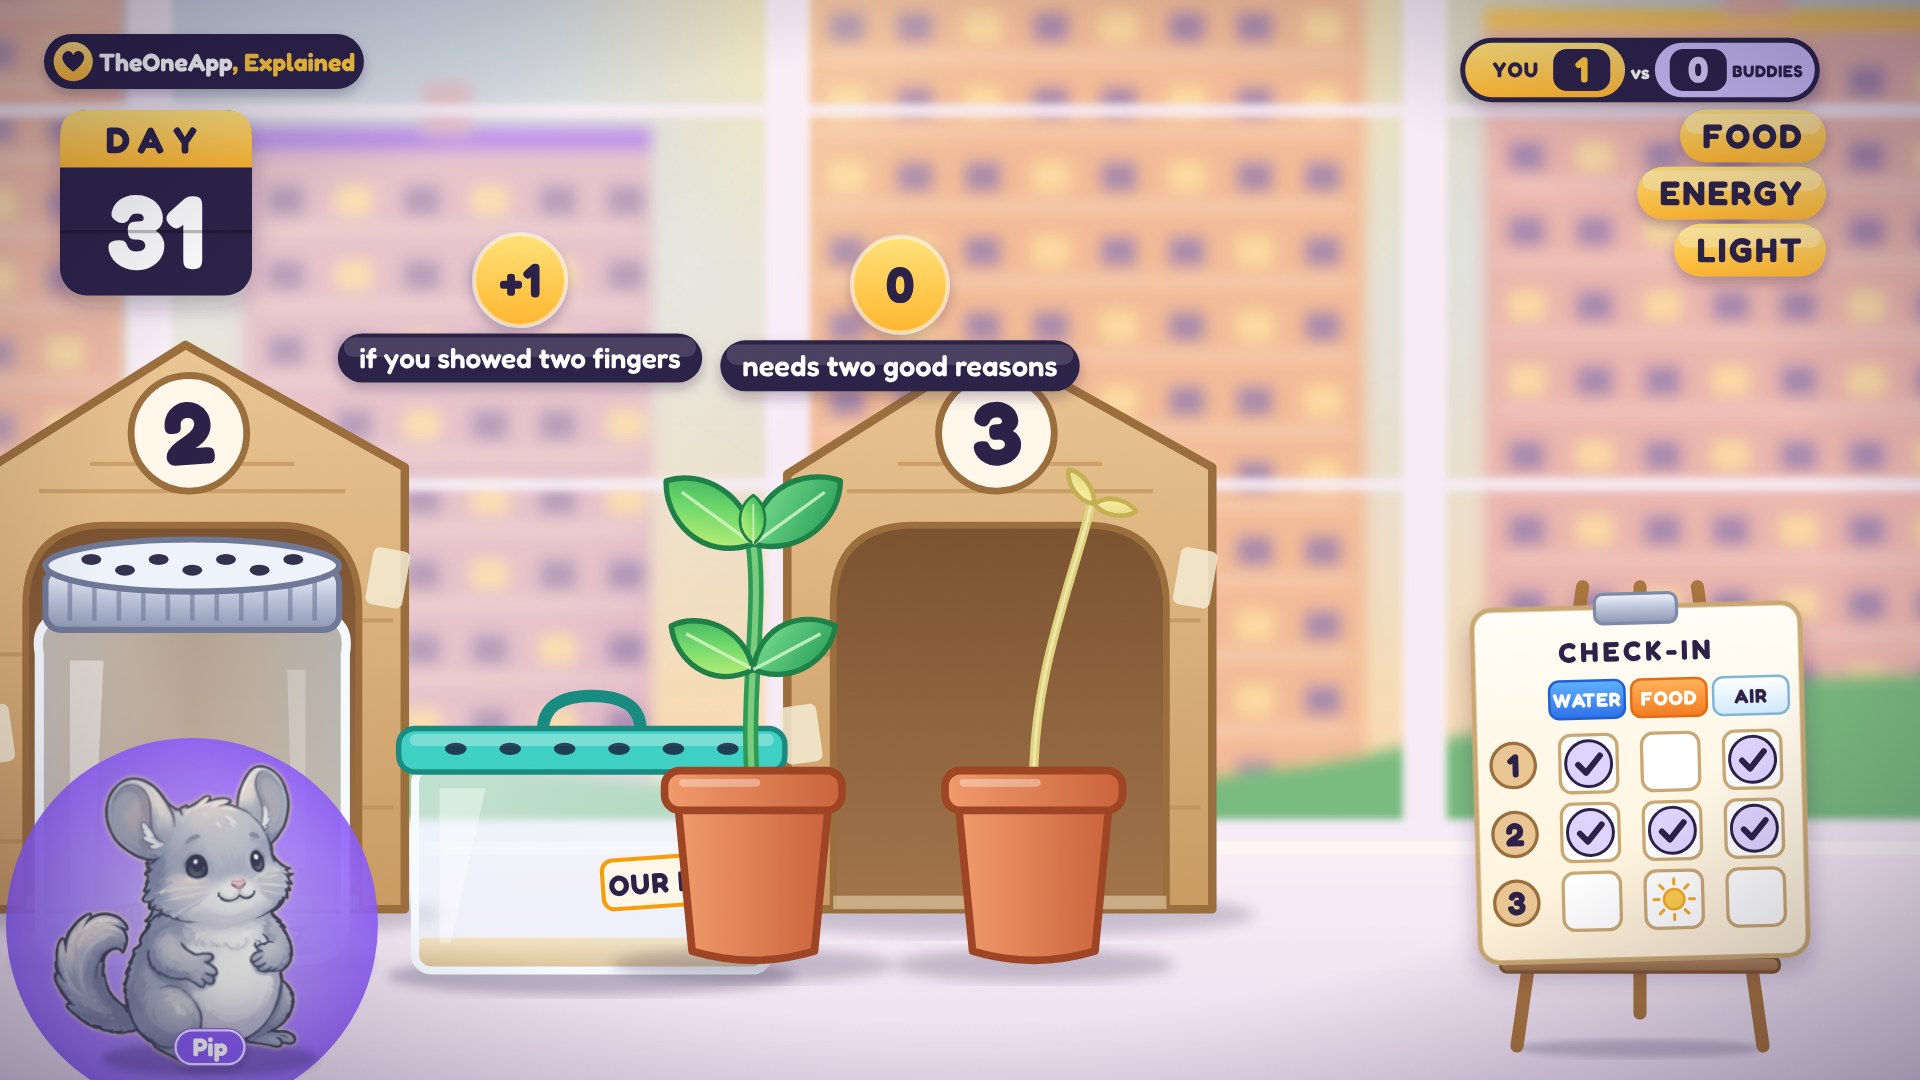 TheOneApp, Explained
YOU 1 vs 0 BUDDIES
DAY
31
FOOD
ENERGY
LIGHT
+1
if you showed two fingers
0
needs two good reasons
2
3
OUR
CHECK-IN
WATER FOOD AIR
1
2
3
Pip